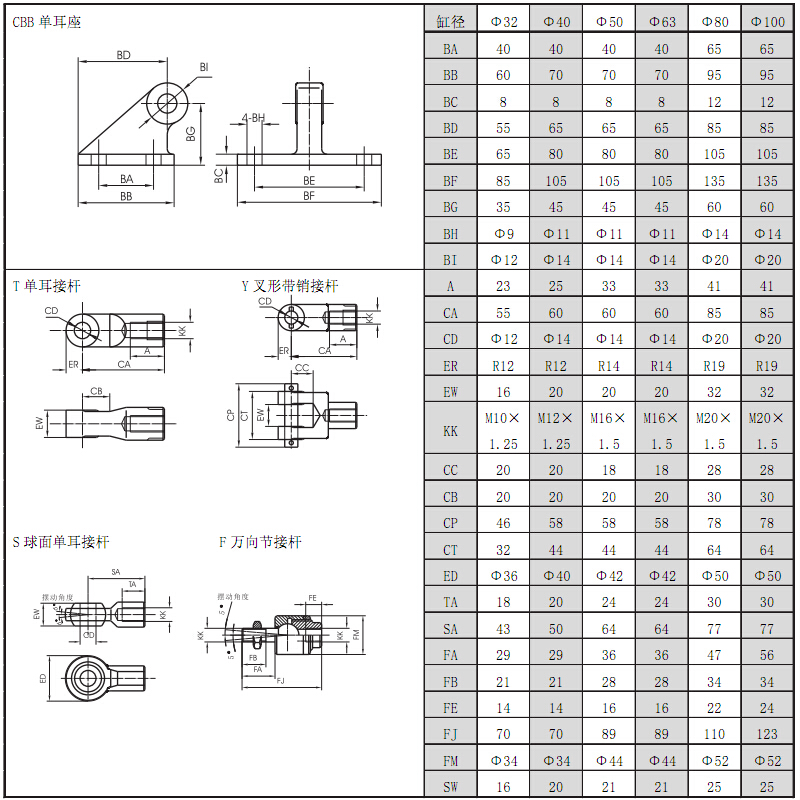 CBB 单耳座
BD
BI
BG
BA
BB
4-BH
BC
BE
BF
T 单耳接杆
Y 叉形带销接杆
CD
KK
A
ER
CA
CB
EW
CD
KK
A
ER
CA
CC
CP
CT
EW
S 球面单耳接杆
F 万向节接杆
SA
TA
摆动角度
EW
6°
6°
KK
CD
ED
摆动角度
5°
5°
KK
FE
KK
FM
FB
FA
FJ
缸径 Φ32 Φ40 Φ50 Φ63 Φ80 Φ100
BA 40 40 40 40 65 65
BB 60 70 70 70 95 95
BC 8 8 8 8 12 12
BD 55 65 65 65 85 85
BE 65 80 80 80 105 105
BF 85 105 105 105 135 135
BG 35 45 45 45 60 60
BH Φ9 Φ11 Φ11 Φ11 Φ14 Φ14
BI Φ12 Φ14 Φ14 Φ14 Φ20 Φ20
A 23 25 33 33 41 41
CA 55 60 60 60 85 85
CD Φ12 Φ14 Φ14 Φ14 Φ20 Φ20
ER R12 R12 R14 R14 R19 R19
EW 16 20 20 20 32 32
KK M10×1.25 M12×1.25 M16×1.5 M16×1.5 M20×1.5 M20×1.5
CC 20 20 18 18 28 28
CB 20 20 20 20 30 30
CP 46 58 58 58 78 78
CT 32 44 44 44 64 64
ED Φ36 Φ40 Φ42 Φ42 Φ50 Φ50
TA 18 20 24 24 30 30
SA 43 50 64 64 77 77
FA 29 29 36 36 47 56
FB 21 21 28 28 34 34
FE 14 14 16 16 22 24
FJ 70 70 89 89 110 123
FM Φ34 Φ34 Φ44 Φ44 Φ52 Φ52
SW 16 20 21 21 25 25